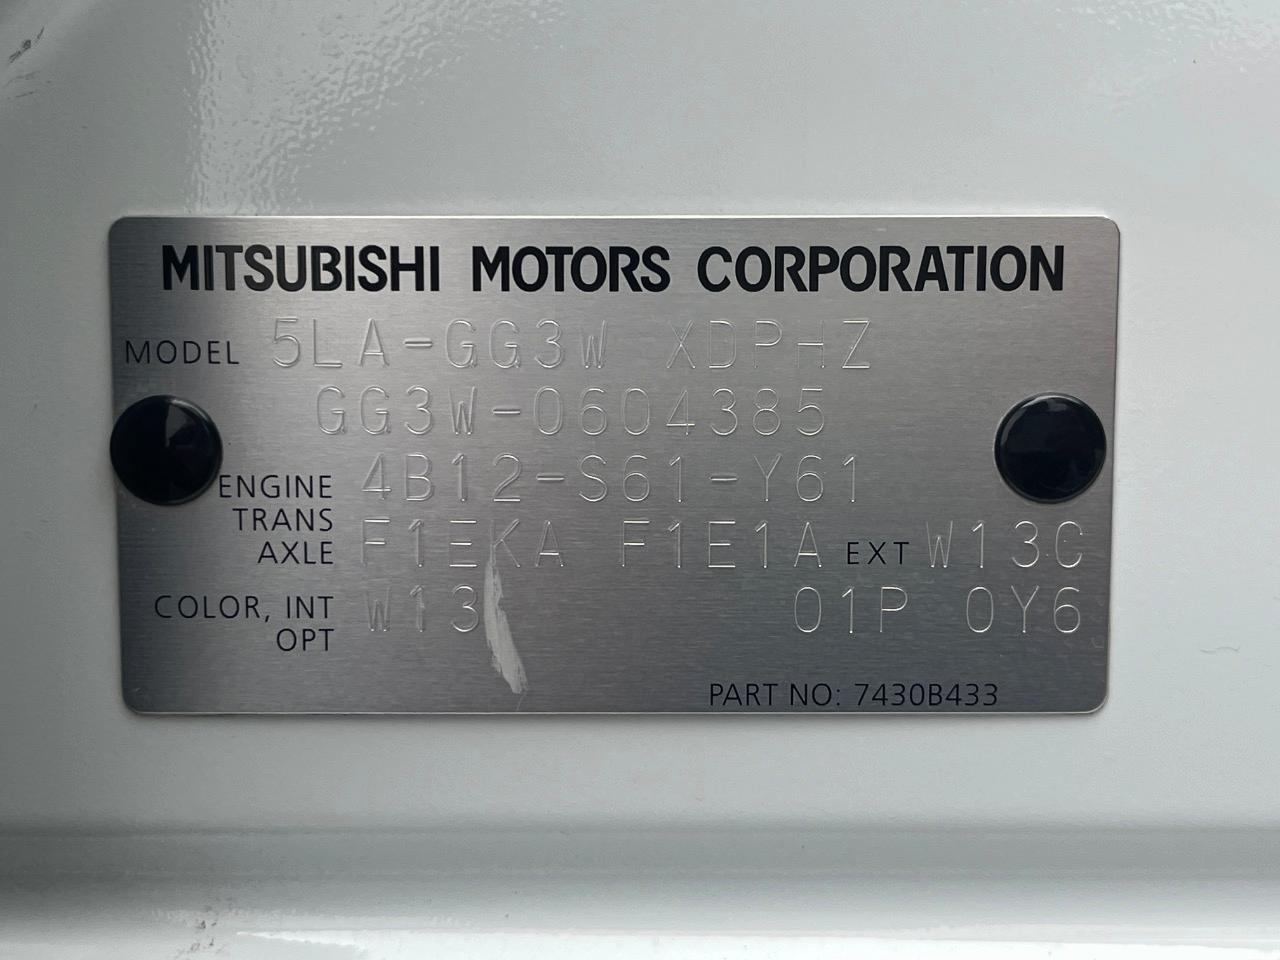 MITSUBISHI MOTORS CORPORATION
MODEL 5LA-GG3W XDPHZ
GG3W-0604385
ENGINE 4B12-S61-Y61
TRANS
AXLE F1EKA F1E1A EXT W13C
COLOR, INT W13 01P 0Y6
OPT
PART NO: 7430B433